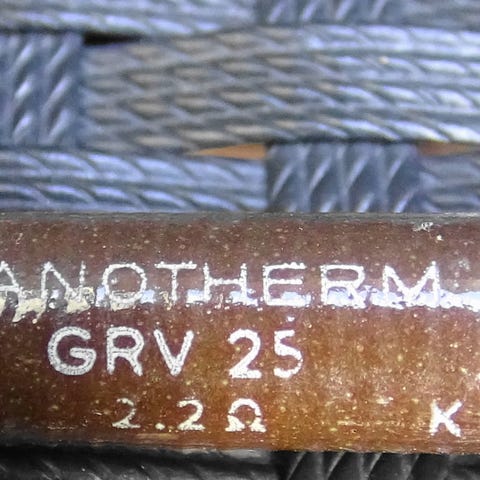 ANOTHERM
GRV 25
2.2Ω K